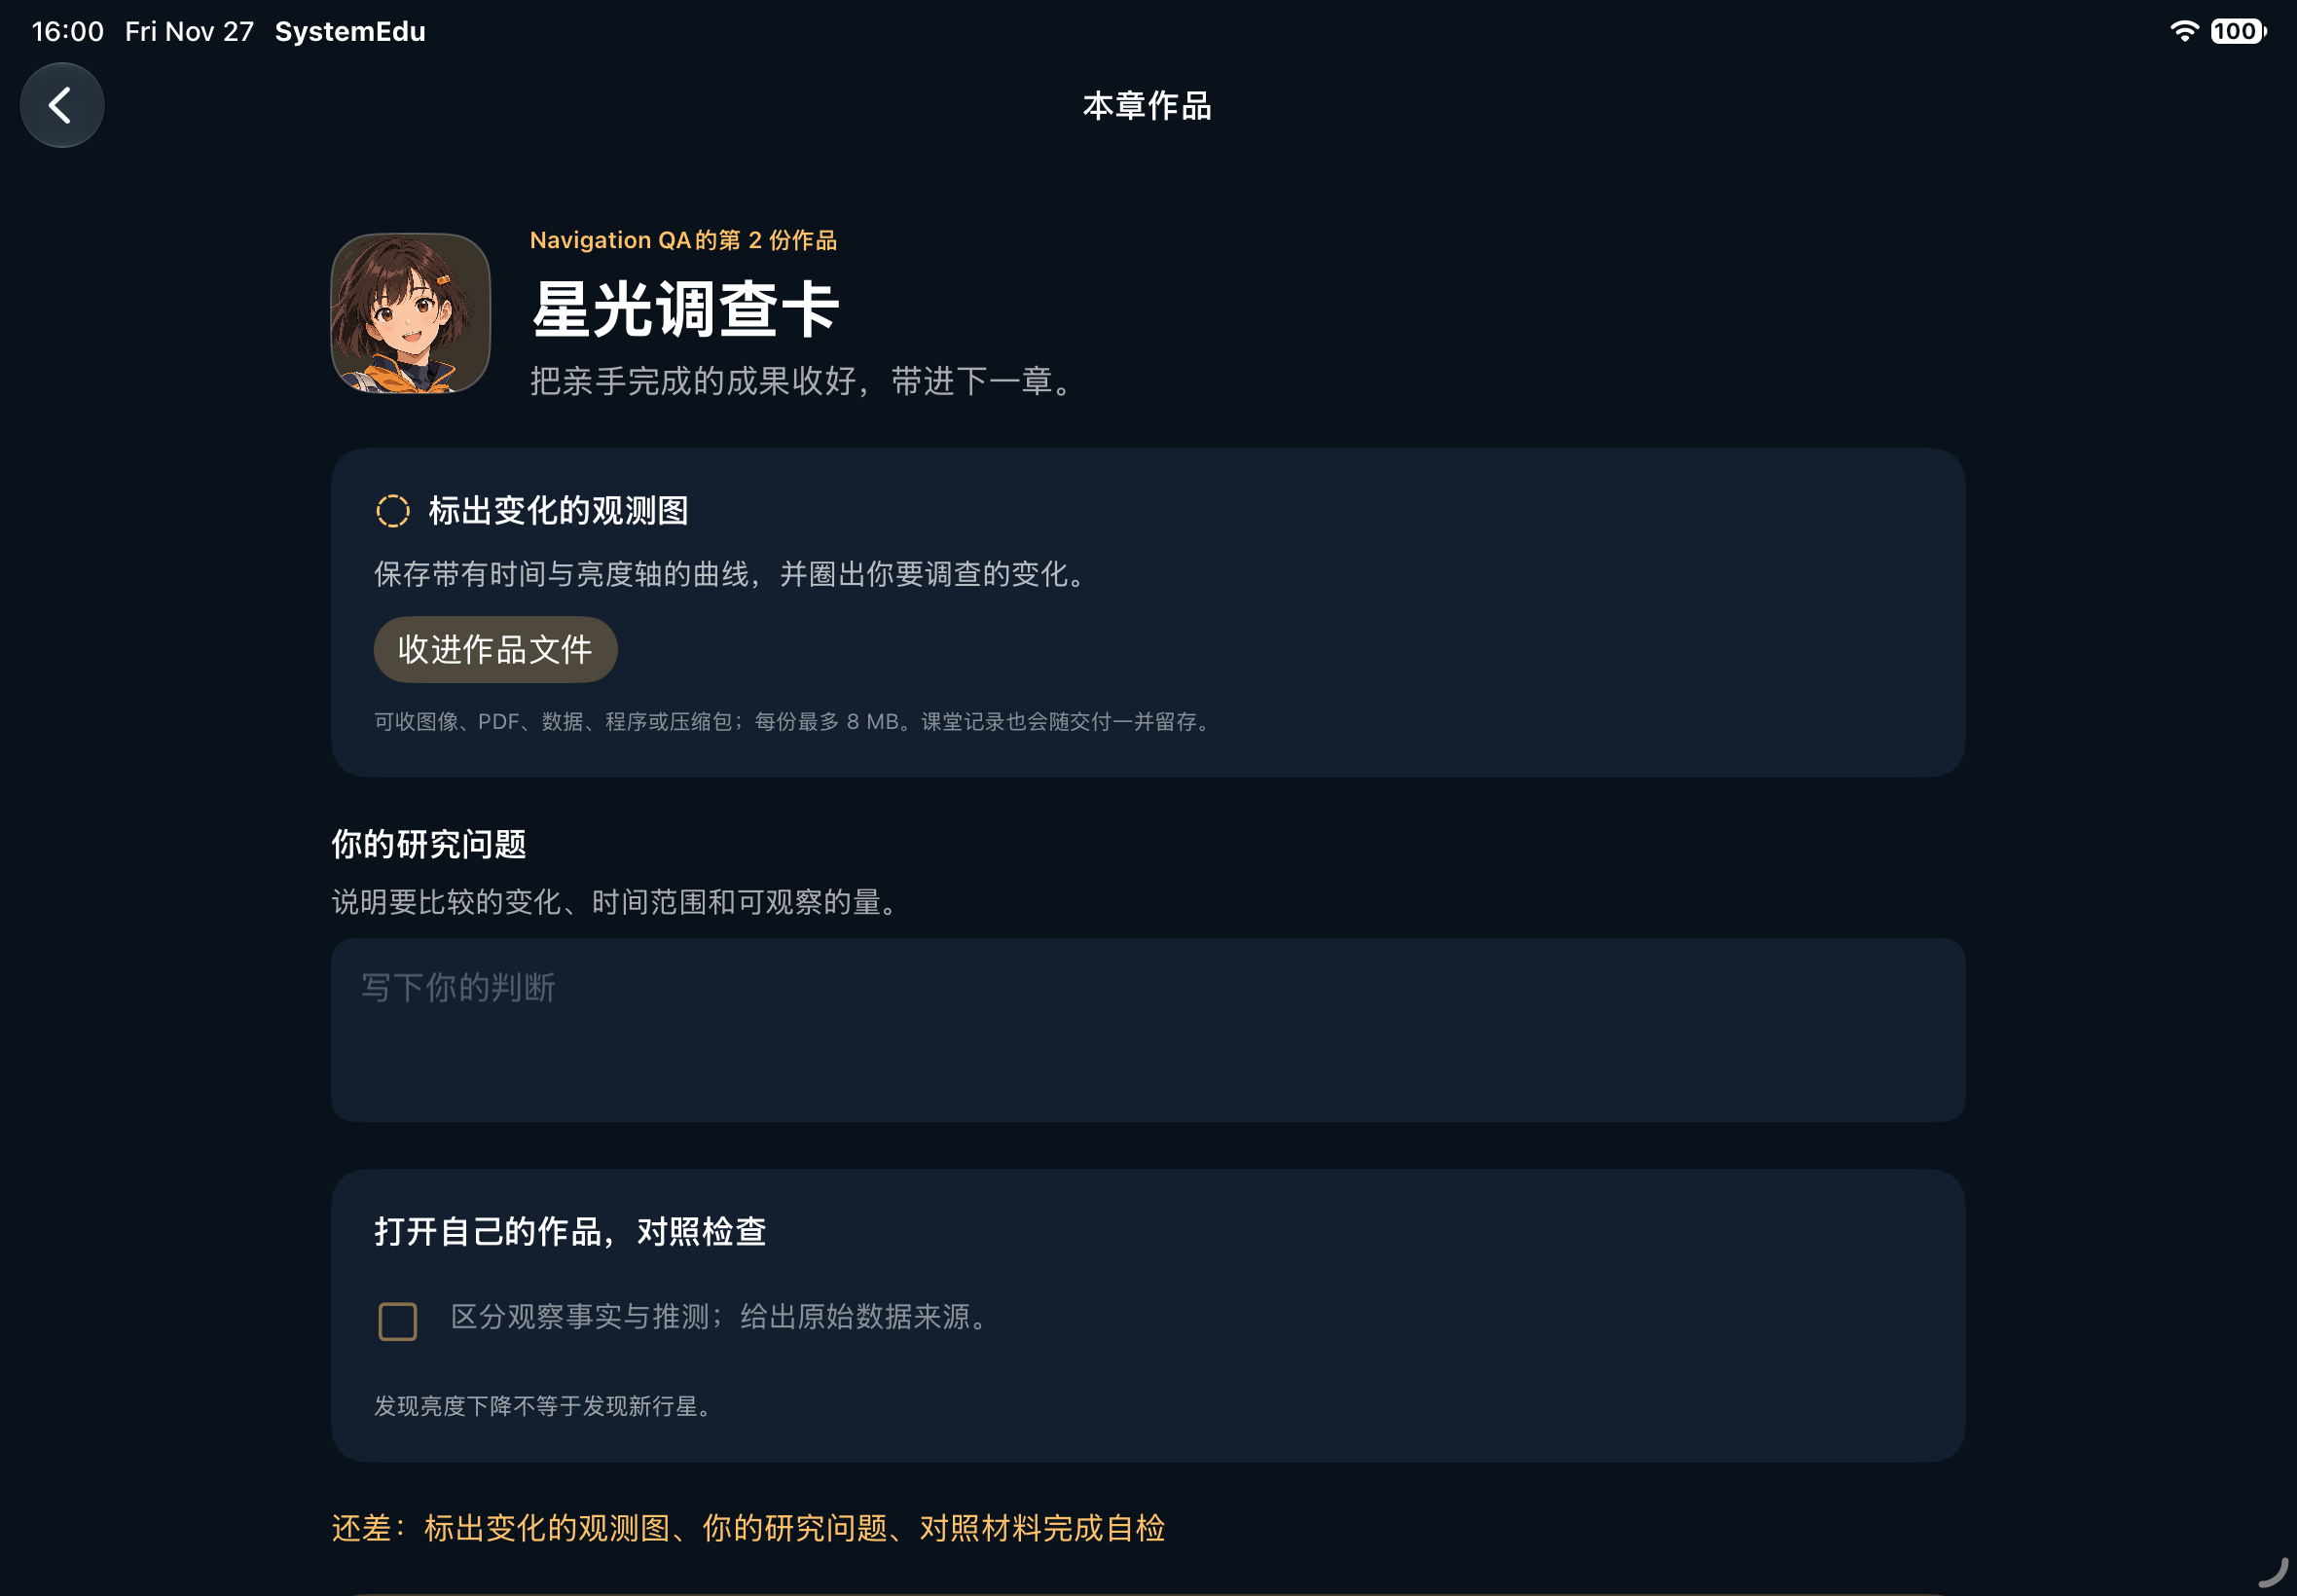 16:00 Fri Nov 27 SystemEdu
100
本章作品
Navigation QA的第 2 份作品
星光调查卡
把亲手完成的成果收好，带进下一章。
标出变化的观测图
保存带有时间与亮度轴的曲线，并圈出你要调查的变化。
收进作品文件
可收图像、PDF、数据、程序或压缩包；每份最多 8 MB。课堂记录也会随交付一并留存。
你的研究问题
说明要比较的变化、时间范围和可观察的量。
写下你的判断
打开自己的作品，对照检查
区分观察事实与推测；给出原始数据来源。
发现亮度下降不等于发现新行星。
还差：标出变化的观测图、你的研究问题、对照材料完成自检